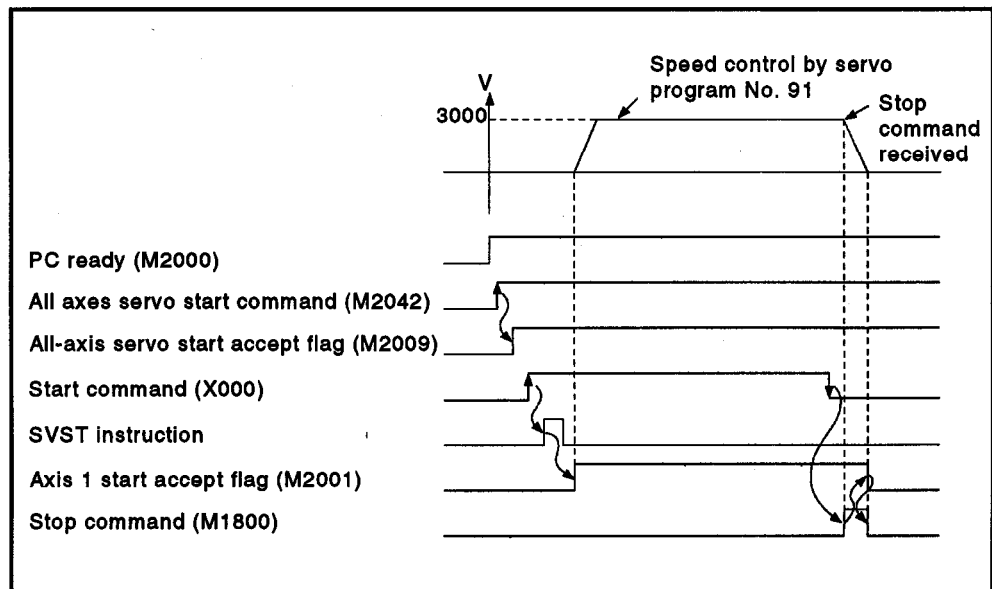 Speed control by servo
program No. 91
V
3000
Stop
command
received
PC ready (M2000)
All axes servo start command (M2042)
All-axis servo start accept flag (M2009)
Start command (X000)
SVST instruction
Axis 1 start accept flag (M2001)
Stop command (M1800)